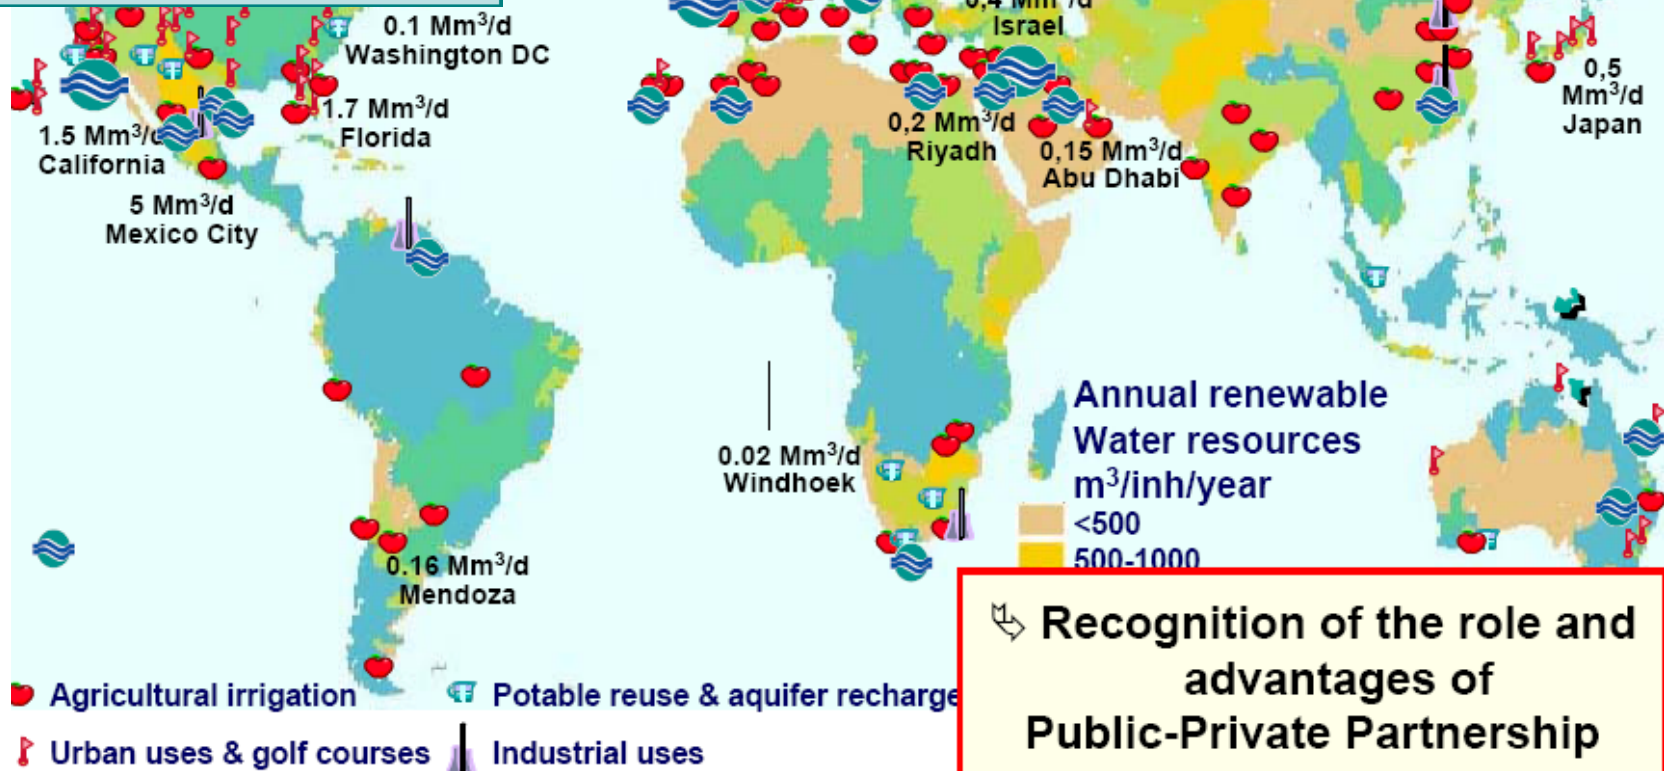 0.1 Mm³/d
Washington DC
0,4 Mm³/d
Israel
0,5
Mm³/d
Japan
1.7 Mm³/d
Florida
1.5 Mm³/d
California
0,2 Mm³/d
Riyadh
0,15 Mm³/d
Abu Dhabi
5 Mm³/d
Mexico City
Annual renewable
Water resources
m³/inh/year
<500
500-1000
0.02 Mm³/d
Windhoek
0.16 Mm³/d
Mendoza
Recognition of the role and
advantages of
Public-Private Partnership
Agricultural irrigation
Potable reuse & aquifer recharge
Urban uses & golf courses
Industrial uses